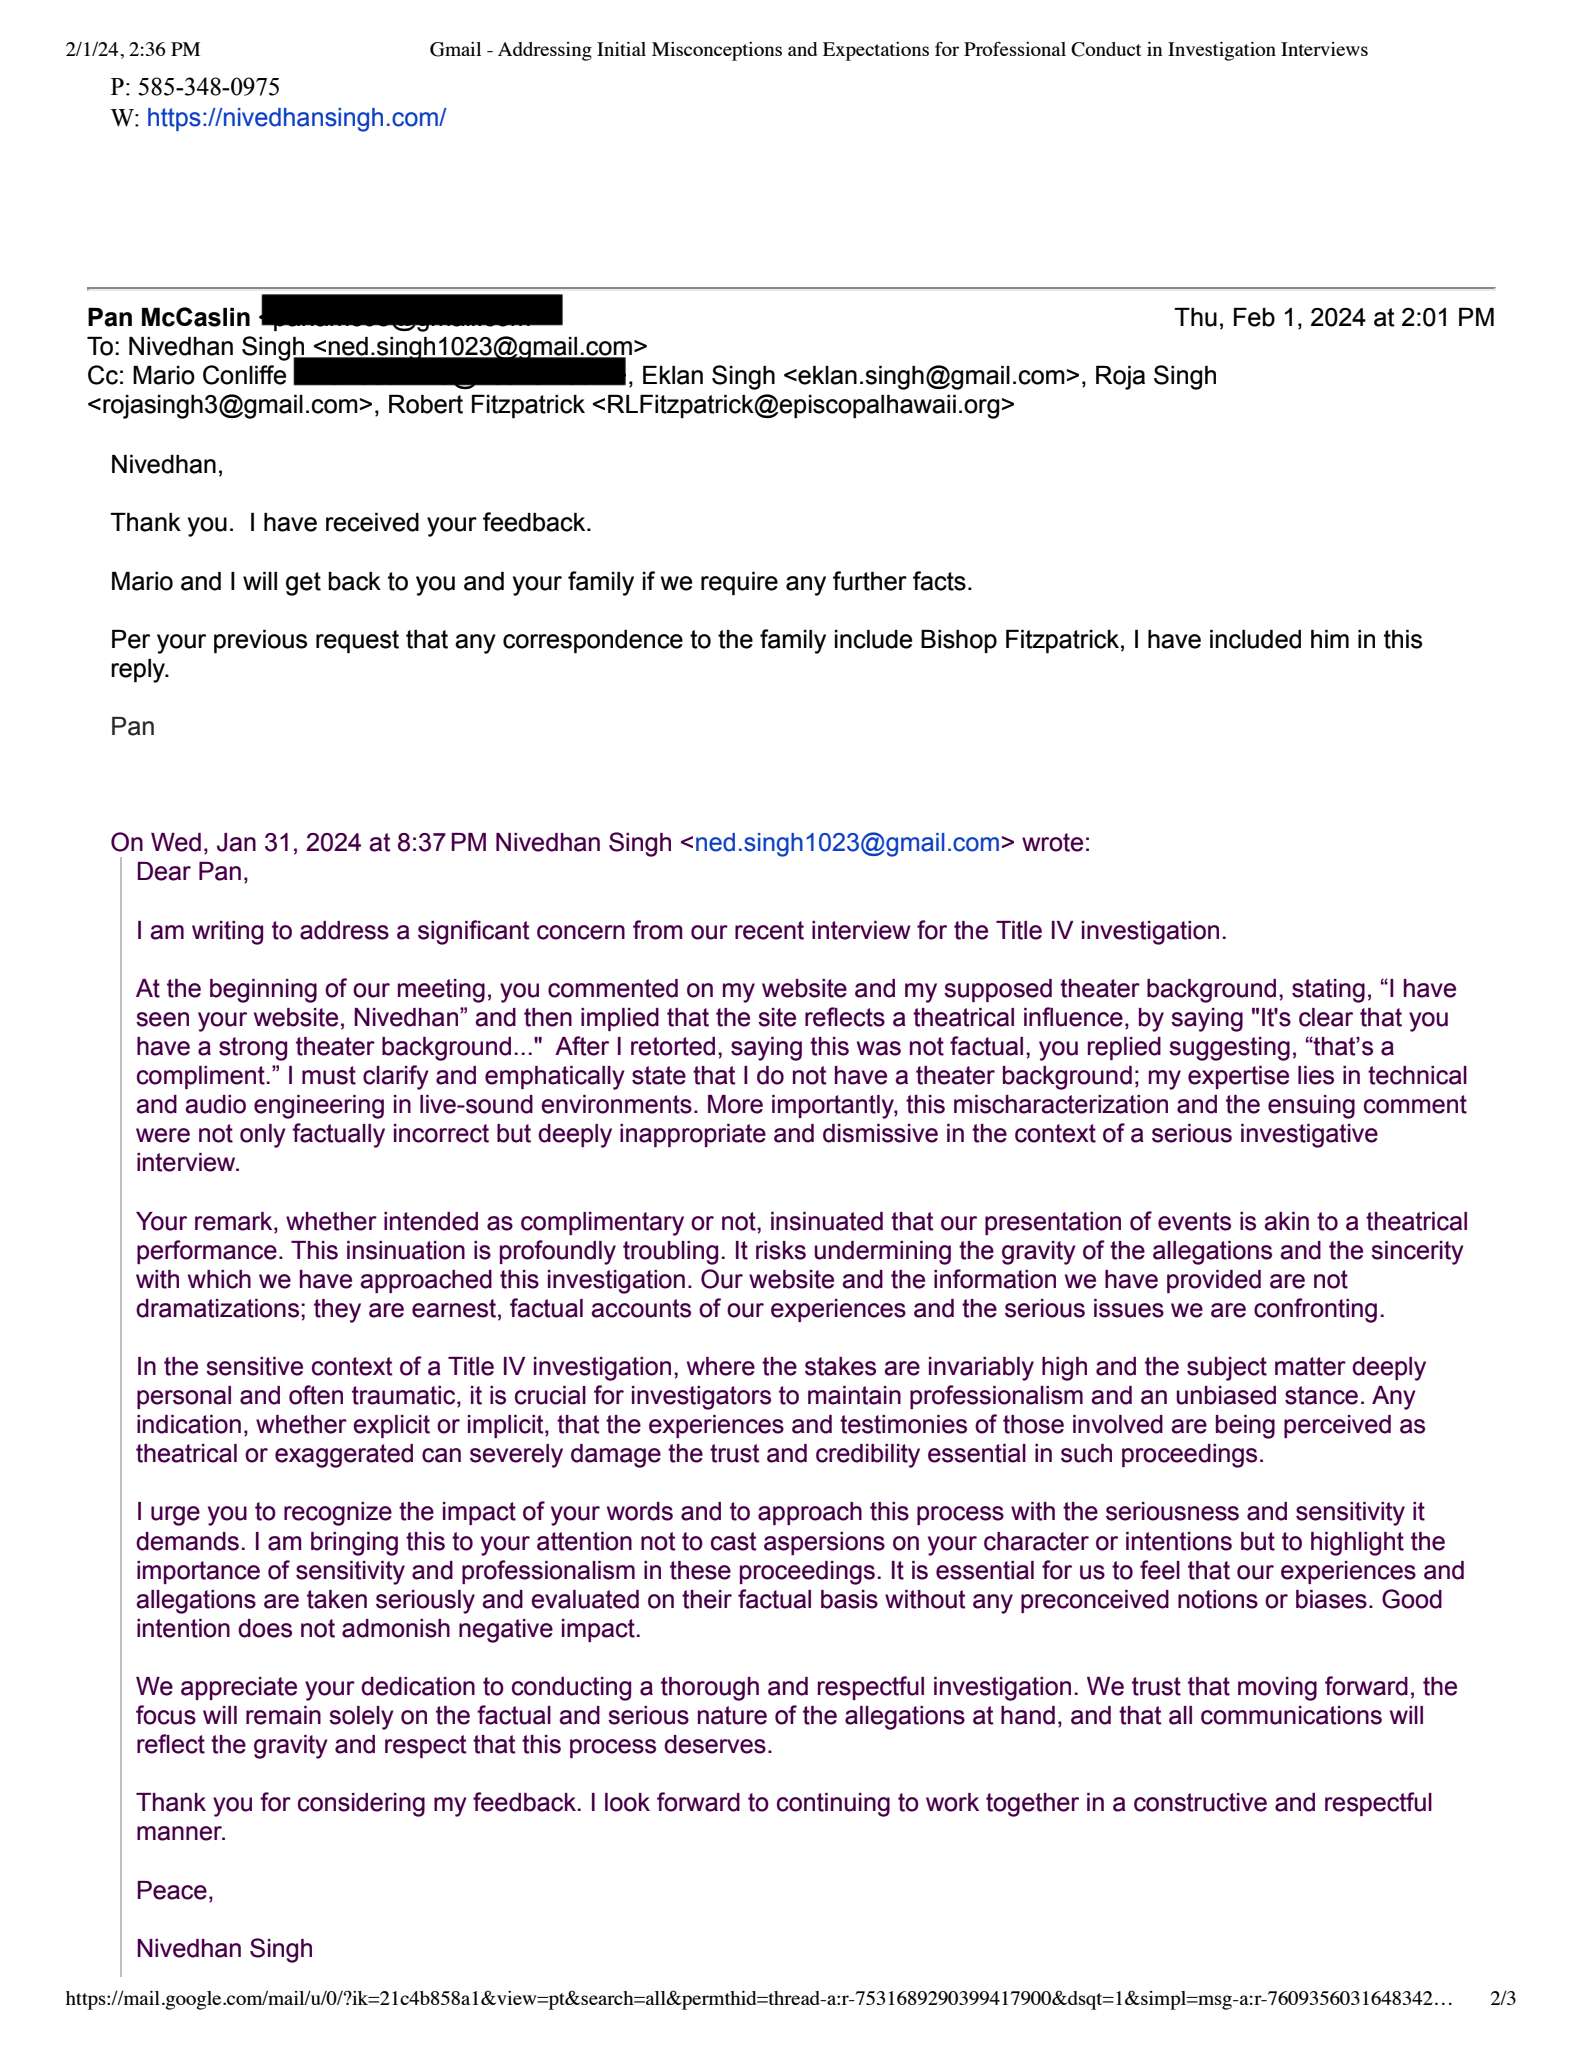 2/1/24, 2:36 PM Gmail - Addressing Initial Misconceptions and Expectations for Professional Conduct in Investigation Interviews
P: 585-348-0975
W: https://nivedhansingh.com/
Pan McCaslin Thu, Feb 1, 2024 at 2:01 PM
To: Nivedhan Singh <ned.singh1023@gmail.com>
Cc: Mario Conliffe , Eklan Singh <eklan.singh@gmail.com>, Roja Singh
<rojasingh3@gmail.com>, Robert Fitzpatrick <RLFitzpatrick@episcopalhawaii.org>
Nivedhan,
Thank you.  I have received your feedback.
Mario and I will get back to you and your family if we require any further facts.
Per your previous request that any correspondence to the family include Bishop Fitzpatrick, I have included him in this
reply.
Pan
On Wed, Jan 31, 2024 at 8:37 PM Nivedhan Singh <ned.singh1023@gmail.com> wrote:
Dear Pan,
I am writing to address a significant concern from our recent interview for the Title IV investigation.
At the beginning of our meeting, you commented on my website and my supposed theater background, stating, “I have
seen your website, Nivedhan” and then implied that the site reflects a theatrical influence, by saying "It's clear that you
have a strong theater background..."  After I retorted, saying this was not factual, you replied suggesting, “that’s a
compliment.” I must clarify and emphatically state that I do not have a theater background; my expertise lies in technical
and audio engineering in live-sound environments. More importantly, this mischaracterization and the ensuing comment
were not only factually incorrect but deeply inappropriate and dismissive in the context of a serious investigative
interview.
Your remark, whether intended as complimentary or not, insinuated that our presentation of events is akin to a theatrical
performance. This insinuation is profoundly troubling. It risks undermining the gravity of the allegations and the sincerity
with which we have approached this investigation. Our website and the information we have provided are not
dramatizations; they are earnest, factual accounts of our experiences and the serious issues we are confronting.
In the sensitive context of a Title IV investigation, where the stakes are invariably high and the subject matter deeply
personal and often traumatic, it is crucial for investigators to maintain professionalism and an unbiased stance. Any
indication, whether explicit or implicit, that the experiences and testimonies of those involved are being perceived as
theatrical or exaggerated can severely damage the trust and credibility essential in such proceedings.
I urge you to recognize the impact of your words and to approach this process with the seriousness and sensitivity it
demands. I am bringing this to your attention not to cast aspersions on your character or intentions but to highlight the
importance of sensitivity and professionalism in these proceedings. It is essential for us to feel that our experiences and
allegations are taken seriously and evaluated on their factual basis without any preconceived notions or biases. Good
intention does not admonish negative impact.
We appreciate your dedication to conducting a thorough and respectful investigation. We trust that moving forward, the
focus will remain solely on the factual and serious nature of the allegations at hand, and that all communications will
reflect the gravity and respect that this process deserves.
Thank you for considering my feedback. I look forward to continuing to work together in a constructive and respectful
manner.
Peace,
Nivedhan Singh
https://mail.google.com/mail/u/0/?ik=21c4b858a1&view=pt&search=all&permthid=thread-a:r-7531689290399417900&dsqt=1&simpl=msg-a:r-7609356031648342… 2/3